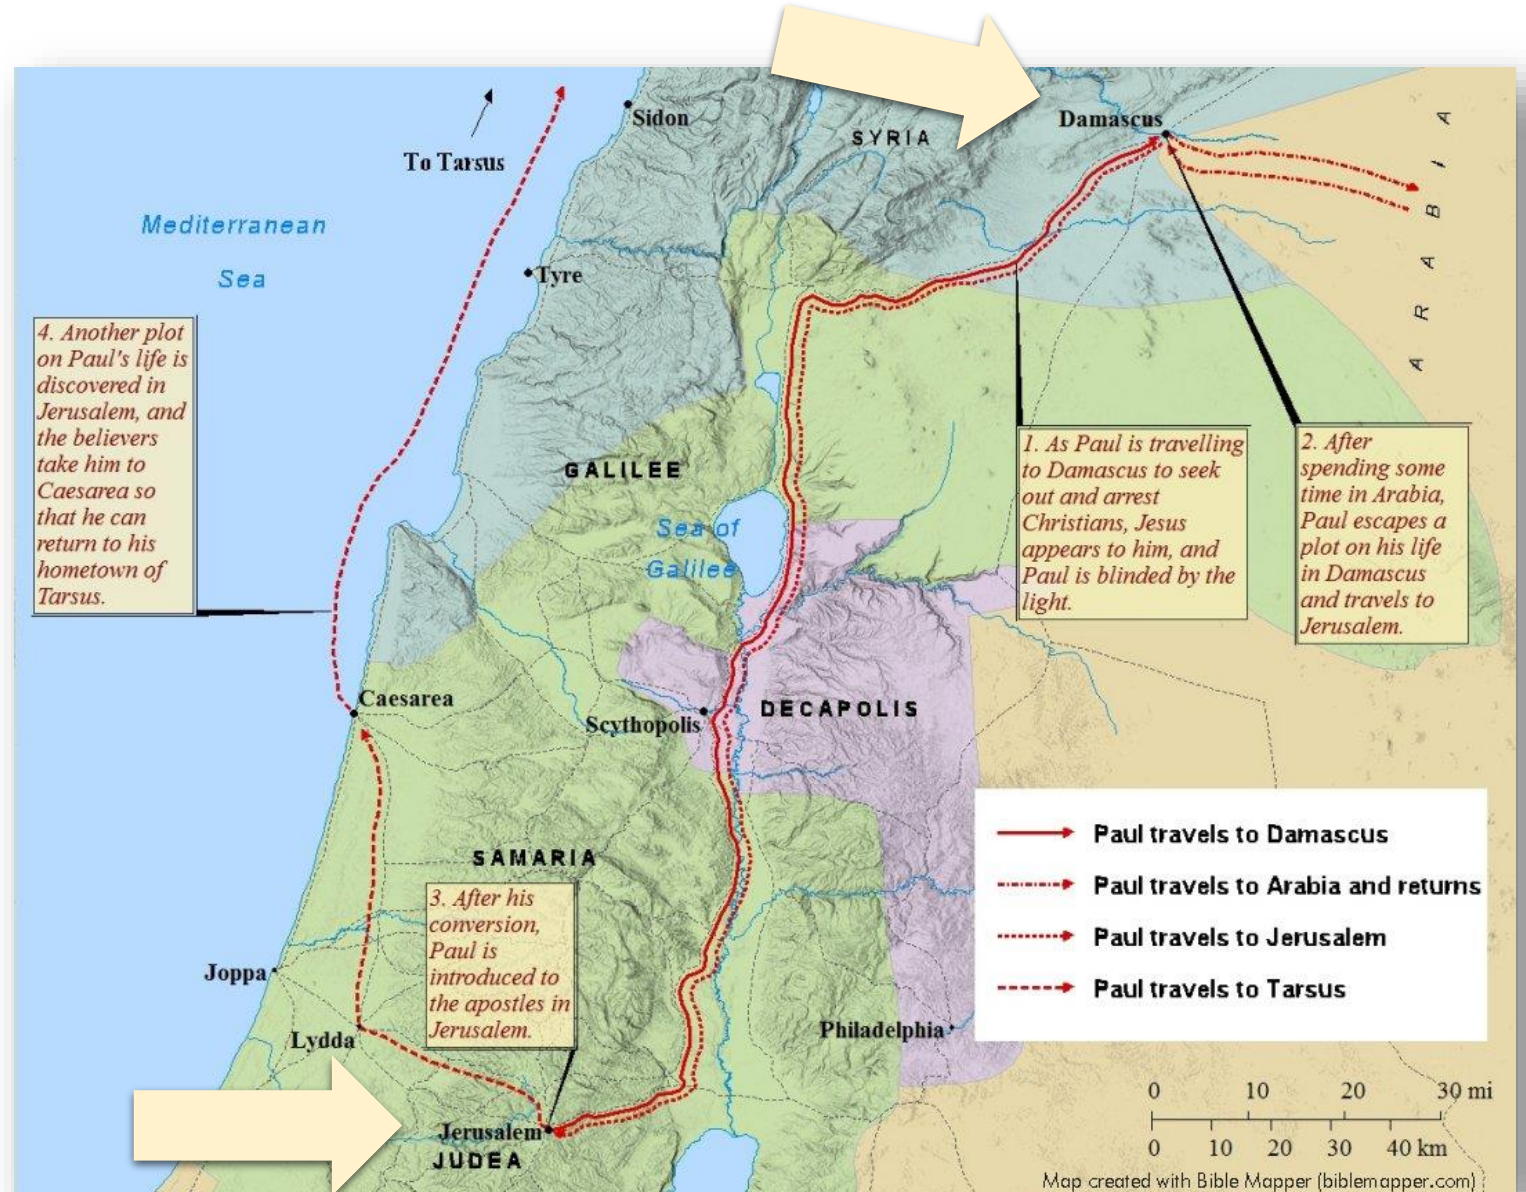 Sidon
Damascus
SYRIA
To Tarsus
ARABIA
Mediterranean
Sea
Tyre
4. Another plot
on Paul's life is
discovered in
Jerusalem, and
the believers
take him to
Caesarea so
that he can
return to his
hometown of
Tarsus.
GALILEE
Sea of
Galilee
1. As Paul is travelling
to Damascus to seek
out and arrest
Christians, Jesus
appears to him, and
Paul is blinded by the
light.
2. After
spending some
time in Arabia,
Paul escapes a
plot on his life
in Damascus
and travels to
Jerusalem.
Caesarea
Scythopolis
DECAPOLIS
SAMARIA
3. After his
conversion,
Paul is
introduced to
the apostles in
Jerusalem.
Joppa
Lydda
Philadelphia
Jerusalem
JUDEA
Paul travels to Damascus
Paul travels to Arabia and returns
Paul travels to Jerusalem
Paul travels to Tarsus
0 10 20 30 mi
0 10 20 30 40 km
Map created with Bible Mapper (biblemapper.com)